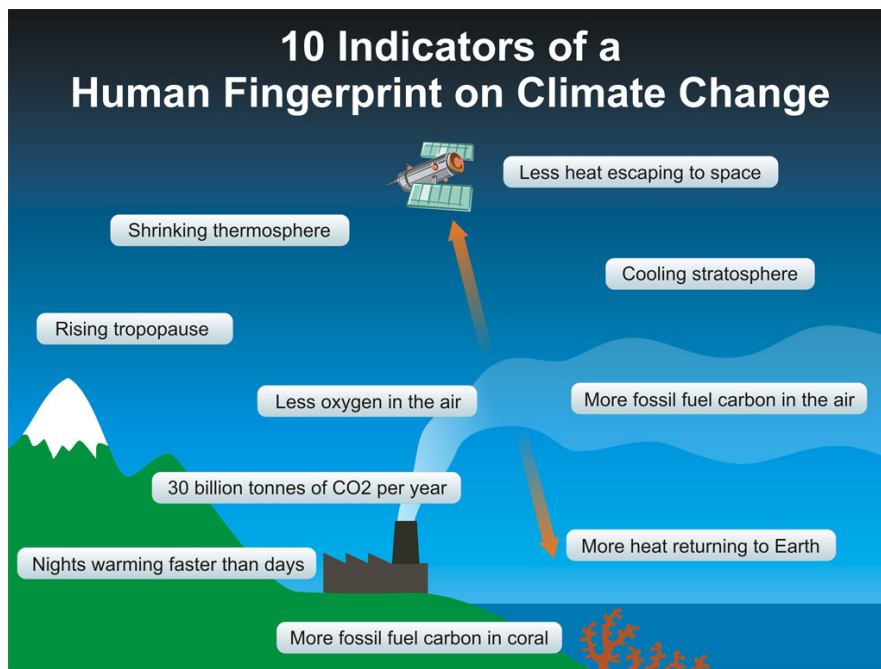 10 Indicators of a
Human Fingerprint on Climate Change
Less heat escaping to space
Shrinking thermosphere
Cooling stratosphere
Rising tropopause
Less oxygen in the air
More fossil fuel carbon in the air
30 billion tonnes of CO2 per year
More heat returning to Earth
Nights warming faster than days
More fossil fuel carbon in coral